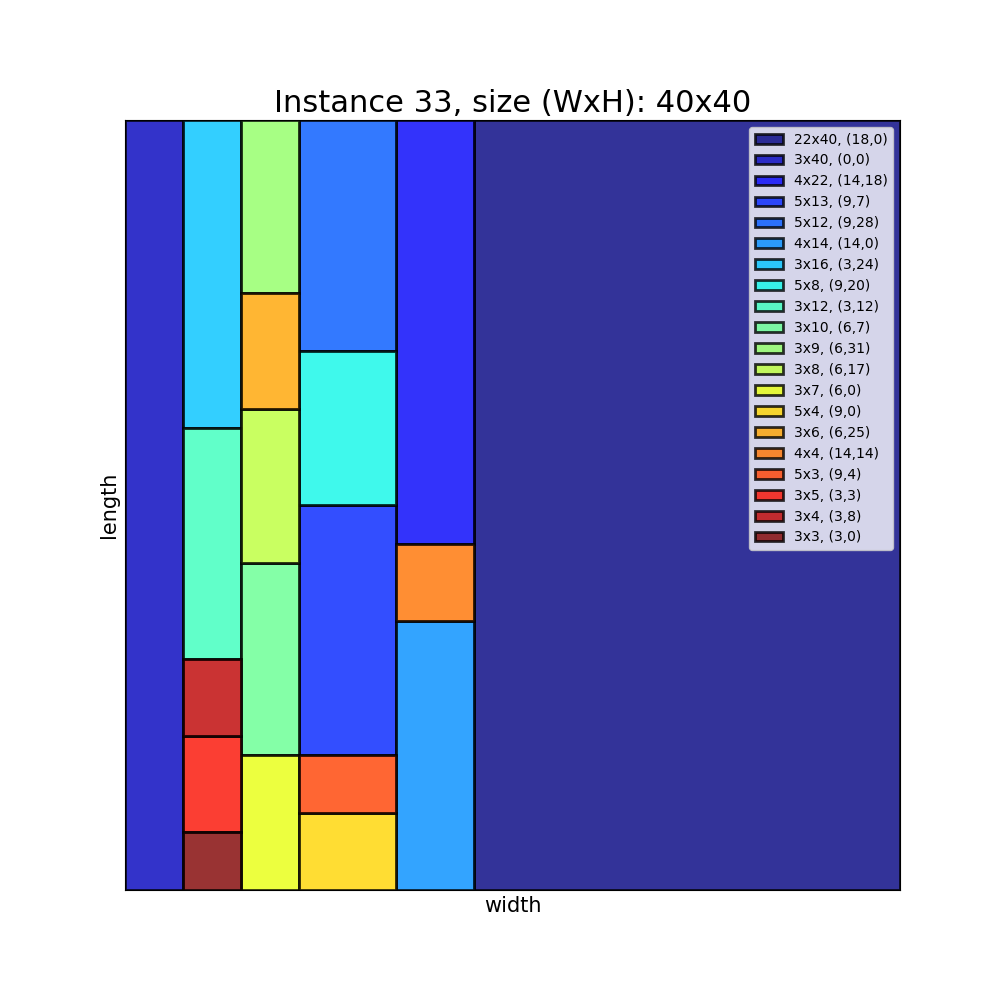 Instance 33, size (WxH): 40x40
22x40, (18,0)
3x40, (0,0)
4x22, (14,18)
5x13, (9,7)
5x12, (9,28)
4x14, (14,0)
3x16, (3,24)
5x8, (9,20)
3x12, (3,12)
3x10, (6,7)
3x9, (6,31)
3x8, (6,17)
3x7, (6,0)
5x4, (9,0)
3x6, (6,25)
4x4, (14,14)
5x3, (9,4)
3x5, (3,3)
3x4, (3,8)
3x3, (3,0)
length
width